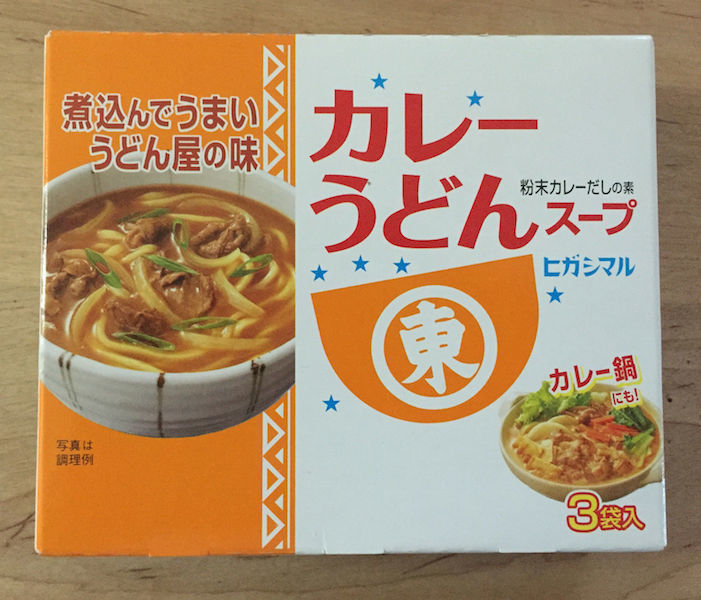 煮込んでうまい
うどん屋の味
カレー
うどん
粉末カレーだしの素
スープ
ヒガシマル
東
カレー鍋
にも!
写真は
調理例
3袋入